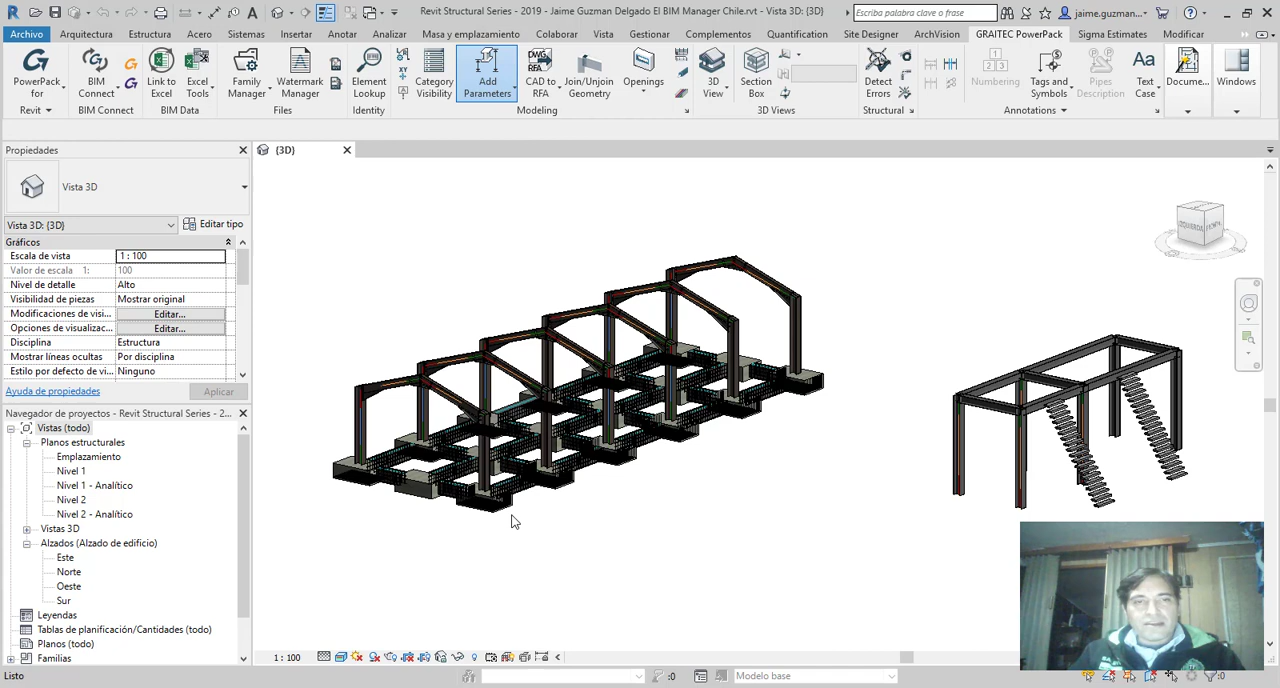 Revit Structural Series - 2019 - Jaime Guzman Delgado El BIM Manager Chile.rvt - Vista 3D: {3D}
Escriba palabra clave o frase
jaime.guzman...
Archivo Arquitectura Estructura Acero Sistemas Insertar Anotar Analizar Masa y emplazamiento Colaborar Vista Gestionar Complementos Quantification Site Designer ArchVision GRAITEC PowerPack Sigma Estimates Modificar
PowerPack for
BIM Connect
Link to Excel
Excel Tools
Family Manager
Watermark Manager
Element Lookup
Category Visibility
Add Parameters
CAD to RFA
Join/Unjoin Geometry
Openings
3D View
Section Box
Detect Errors
Numbering
Tags and Symbols
Pipes Description
Text Case
Docume...
Windows
Revit BIM Connect BIM Data Files Identity Modeling 3D Views Structural Annotations
Propiedades
{3D}
Vista 3D
Vista 3D: {3D}
Editar tipo
Gráficos
Escala de vista 1 : 100
Valor de escala 1: 100
Nivel de detalle Alto
Visibilidad de piezas Mostrar original
Modificaciones de visi... Editar...
Opciones de visualizac... Editar...
Disciplina Estructura
Mostrar líneas ocultas Por disciplina
Estilo por defecto de vi... Ninguno
Ayuda de propiedades
Aplicar
Navegador de proyectos - Revit Structural Series - 2...
Vistas (todo)
Planos estructurales
Emplazamiento
Nivel 1
Nivel 1 - Analítico
Nivel 2
Nivel 2 - Analítico
Vistas 3D
Alzados (Alzado de edificio)
Este
Norte
Oeste
Sur
Leyendas
Tablas de planificación/Cantidades (todo)
Planos (todo)
Familias
1 : 100
Listo
:0
Modelo base
:0